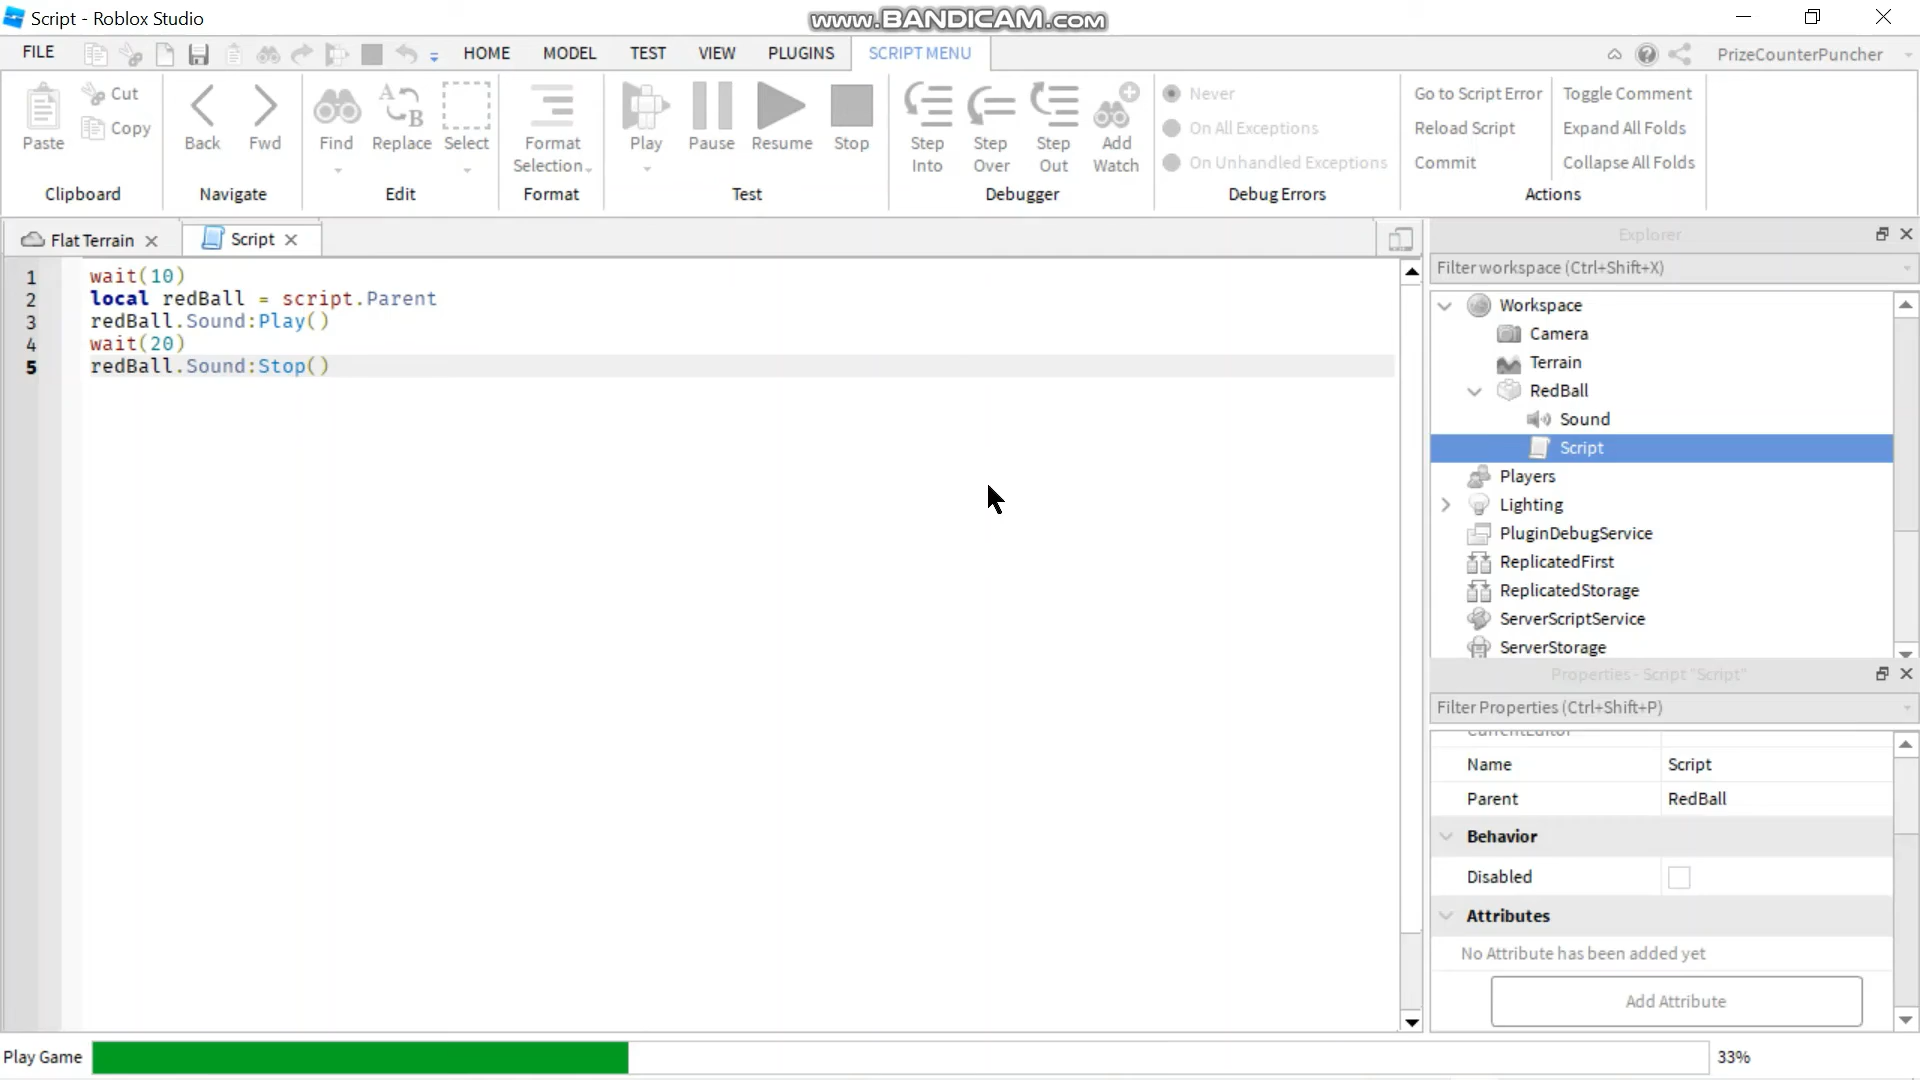 Script - Roblox Studio
www.BANDICAM.com
FILE
HOME
MODEL
TEST
VIEW
PLUGINS
SCRIPT MENU
PrizeCounterPuncher
Paste
Cut
Copy
Clipboard
Back
Fwd
Navigate
Find
Replace
Select
Edit
Format
Selection
Format
Play
Pause
Resume
Stop
Test
Step
Into
Step
Over
Step
Out
Add
Watch
Debugger
Never
On All Exceptions
On Unhandled Exceptions
Debug Errors
Go to Script Error
Reload Script
Commit
Toggle Comment
Expand All Folds
Collapse All Folds
Actions
Flat Terrain
Script
1 wait(10)
2 local redBall = script.Parent
3 redBall.Sound:Play()
4 wait(20)
5 redBall.Sound:Stop()
Explorer
Filter workspace (Ctrl+Shift+X)
Workspace
Camera
Terrain
RedBall
Sound
Script
Players
Lighting
PluginDebugService
ReplicatedFirst
ReplicatedStorage
ServerScriptService
ServerStorage
Properties - Script "Script"
Filter Properties (Ctrl+Shift+P)
CurrentEditor
Name Script
Parent RedBall
Behavior
Disabled
Attributes
No Attribute has been added yet
Add Attribute
Play Game
33%